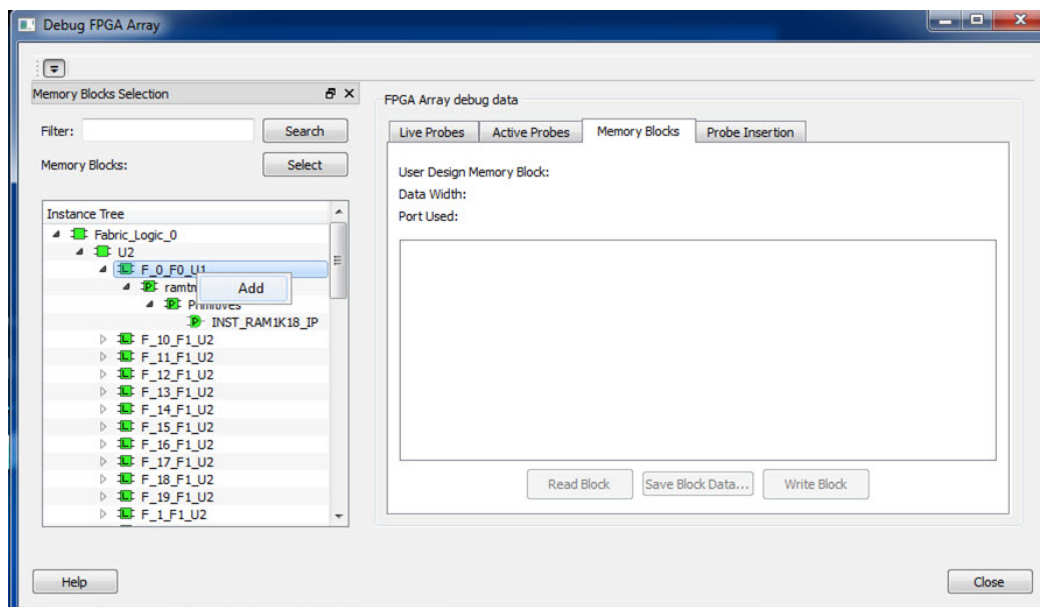 Debug FPGA Array
Memory Blocks Selection
Filter:
Search
Memory Blocks:
Select
Instance Tree
Fabric_Logic_0
U2
F_0_F0_U1
Add
Primitives
INST_RAM1K18_IP
F_10_F1_U2
F_11_F1_U2
F_12_F1_U2
F_13_F1_U2
F_14_F1_U2
F_15_F1_U2
F_16_F1_U2
F_17_F1_U2
F_18_F1_U2
F_19_F1_U2
F_1_F1_U2
FPGA Array debug data
Live Probes Active Probes Memory Blocks Probe Insertion
User Design Memory Block:
Data Width:
Port Used:
Read Block Save Block Data... Write Block
Help
Close